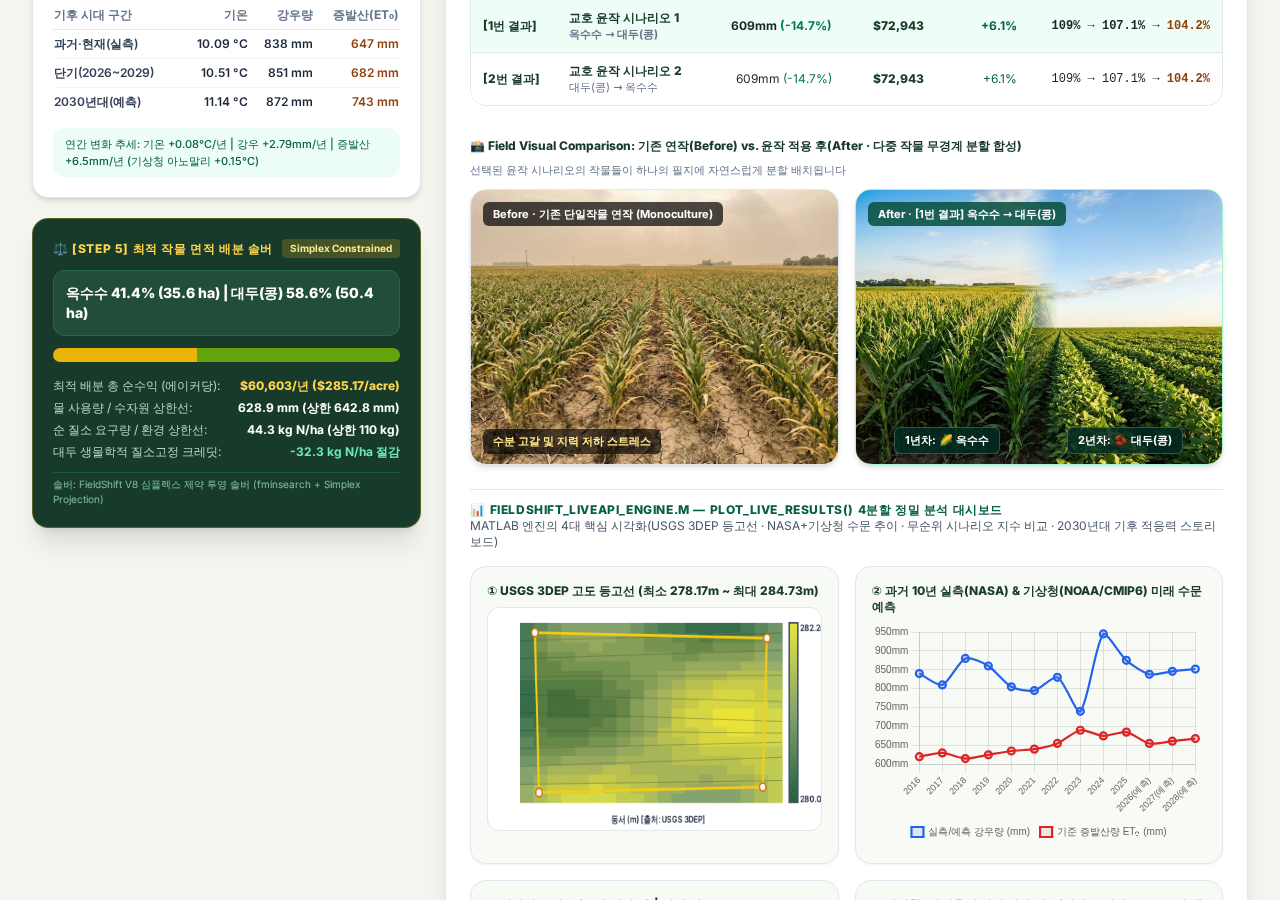 기후 시대 구간 기온 강우량 증발산(ET₀)
과거·현재(실측) 10.09 °C 838 mm 647 mm
단기(2026~2029) 10.51 °C 851 mm 682 mm
2030년대(예측) 11.14 °C 872 mm 743 mm
연간 변화 추세: 기온 +0.08°C/년 | 강우 +2.79mm/년 | 증발산
+6.5mm/년 (기상청 아노말리 +0.15°C)
⚖️ [STEP 5] 최적 작물 면적 배분 솔버 Simplex Constrained
옥수수 41.4% (35.6 ha) | 대두(콩) 58.6% (50.4
ha)
최적 배분 총 순수익 (에이커당): $60,603/년 ($285.17/acre)
물 사용량 / 수자원 상한선: 628.9 mm (상한 642.8 mm)
순 질소 요구량 / 환경 상한선: 44.3 kg N/ha (상한 110 kg)
대두 생물학적 질소고정 크레딧: -32.3 kg N/ha 절감
솔버: FieldShift V8 심플렉스 제약 투영 솔버 (fminsearch + Simplex
Projection)
[1번 결과] 교호 윤작 시나리오 1 609mm (-14.7%) $72,943 +6.1% 109% → 107.1% → 104.2%
옥수수 → 대두(콩)
[2번 결과] 교호 윤작 시나리오 2 609mm (-14.7%) $72,943 +6.1% 109% → 107.1% → 104.2%
대두(콩) → 옥수수
📸 Field Visual Comparison: 기존 연작(Before) vs. 윤작 적용 후(After · 다중 작물 무경계 분할 합성)
선택된 윤작 시나리오의 작물들이 하나의 필지에 자연스럽게 분할 배치됩니다
Before · 기존 단일작물 연작 (Monoculture)
수분 고갈 및 지력 저하 스트레스
After · [1번 결과] 옥수수 → 대두(콩)
1년차: 🌽 옥수수
2년차: 🫘 대두(콩)
📊 FIELDSHIFT_LIVEAPI_ENGINE.M — PLOT_LIVE_RESULTS() 4분할 정밀 분석 대시보드
MATLAB 엔진의 4대 핵심 시각화(USGS 3DEP 등고선 · NASA+기상청 수문 추이 · 무순위 시나리오 지수 비교 · 2030년대 기후 적응력 스토리
보드)
① USGS 3DEP 고도 등고선 (최소 278.17m ~ 최대 284.73m)
282.2
280.0
동서 (m) [출처: USGS 3DEP]
② 과거 10년 실측(NASA) & 기상청(NOAA/CMIP6) 미래 수문
예측
950mm
900mm
850mm
800mm
750mm
700mm
650mm
600mm
2016 2017 2018 2019 2020 2021 2022 2023 2024 2025 2026(예측) 2027(예측) 2028(예측)
실측/예측 강우량 (mm) 기준 증발산량 ET₀ (mm)